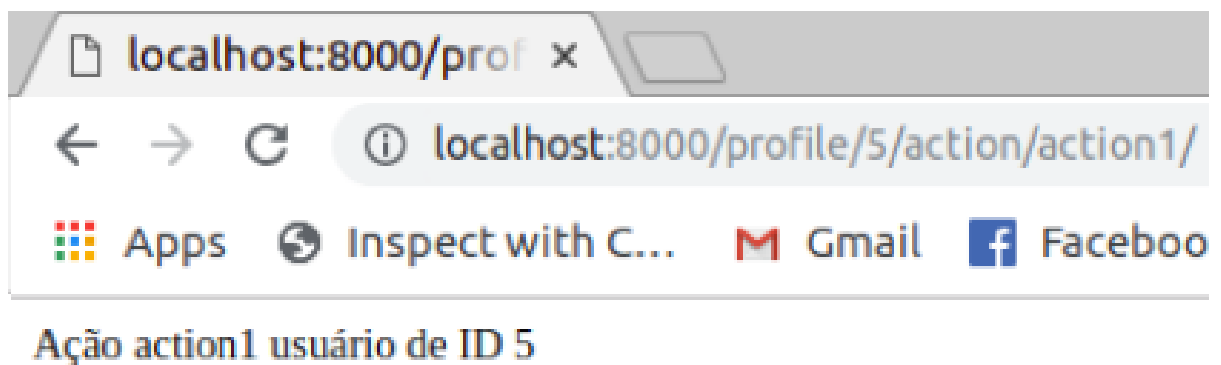 localhost:8000/prof
localhost:8000/profile/5/action/action1/
Apps Inspect with C... Gmail Faceboo
Ação action1 usuário de ID 5